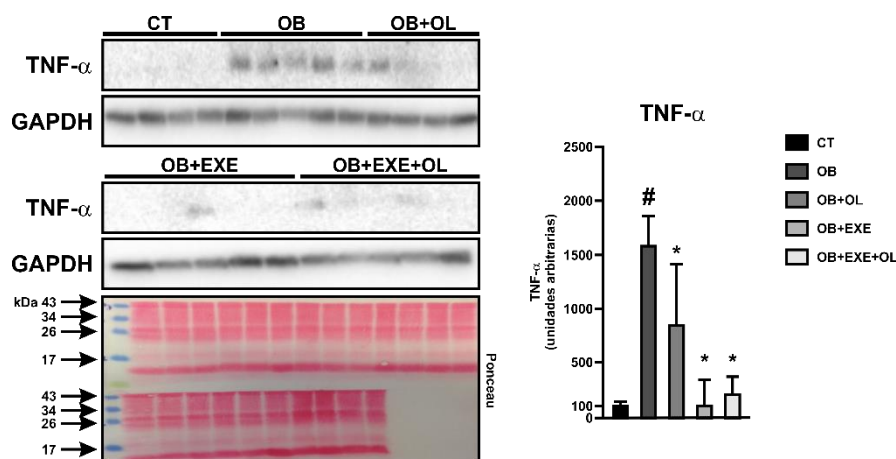 CT OB OB+OL
TNF-α
GAPDH
OB+EXE OB+EXE+OL
TNF-α
GAPDH
kDa 43
34
26
17
43
34
26
17
Ponceau
TNF-α
TNF-α
(unidades arbitrarias)
2500
2000
1500
1000
500
100
0
#
*
* *
CT
OB
OB+OL
OB+EXE
OB+EXE+OL